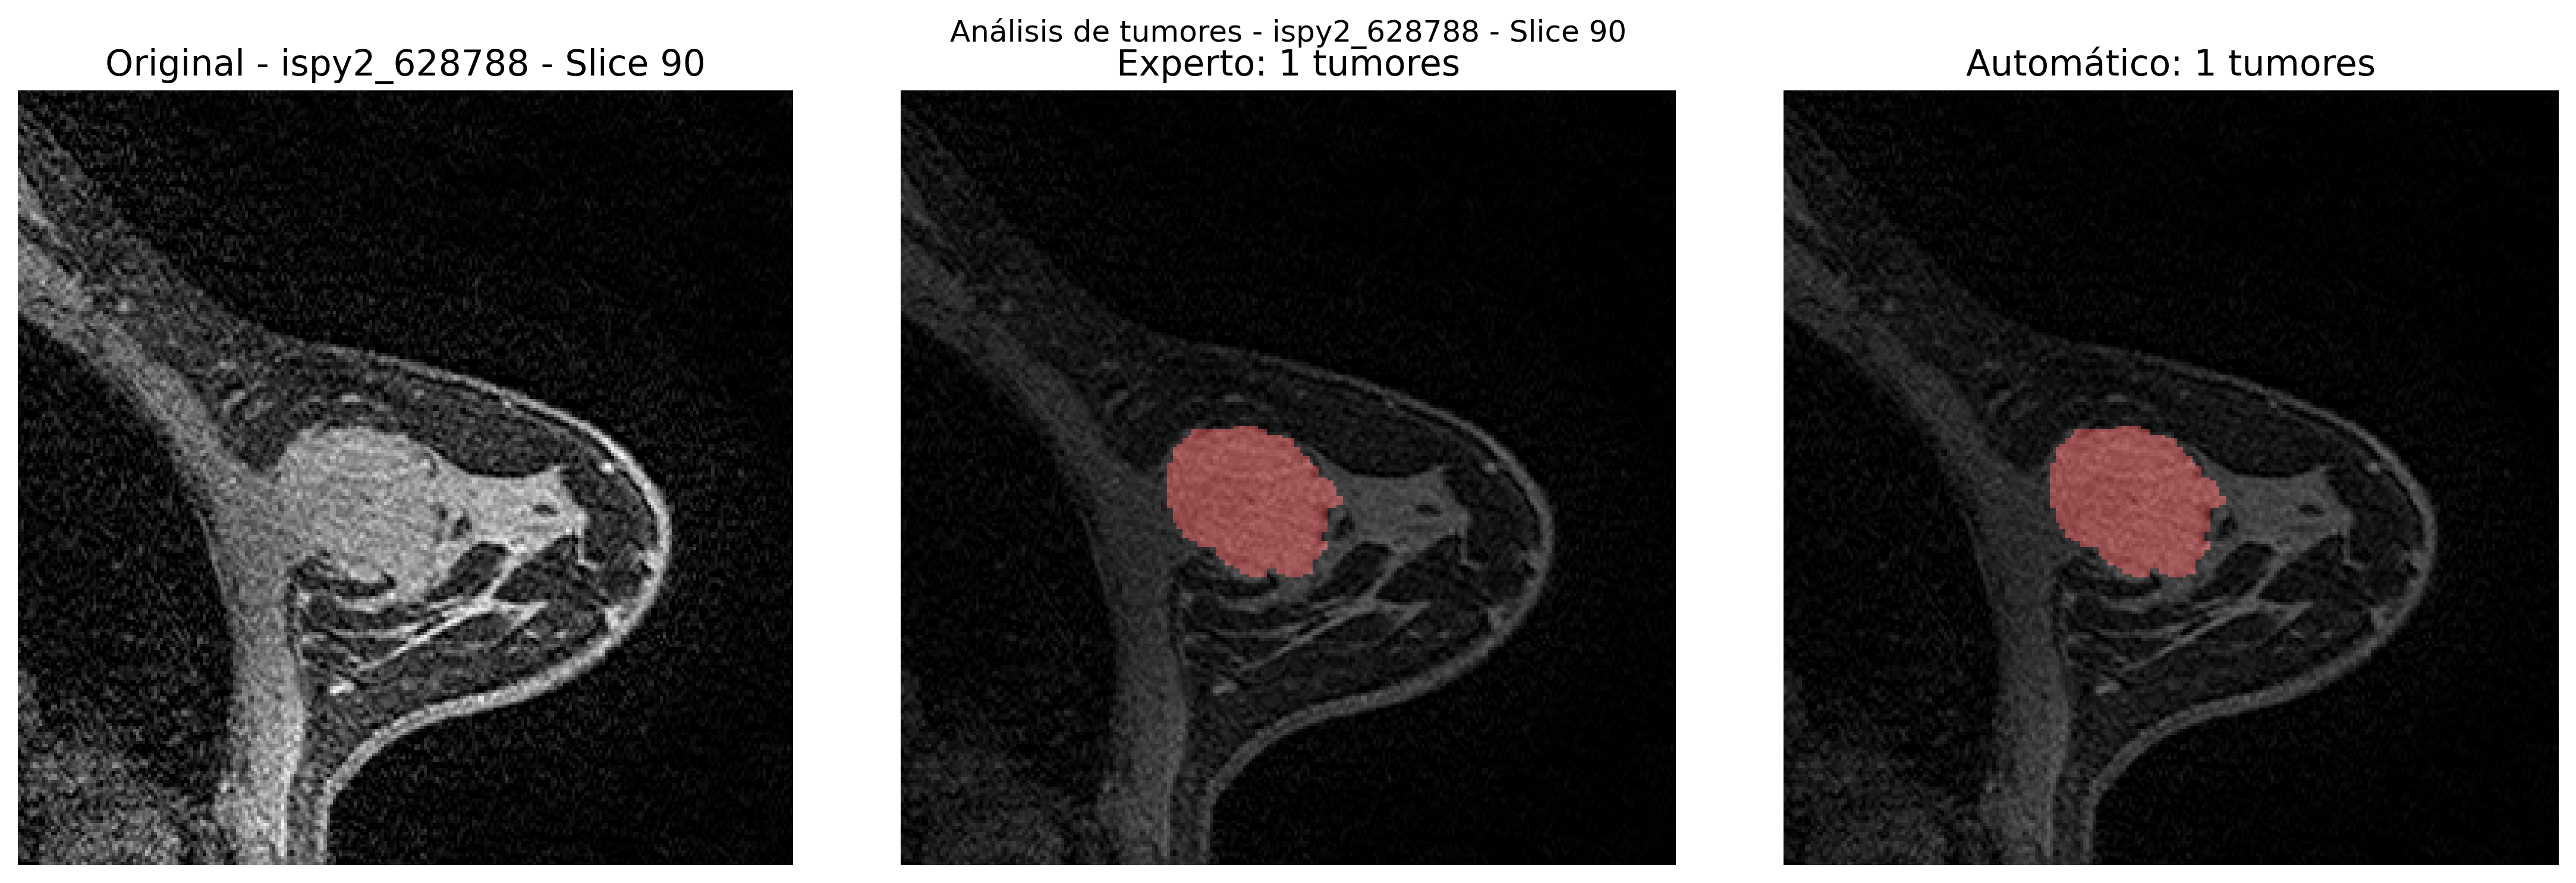 Análisis de tumores - ispy2_628788 - Slice 90
Original - ispy2_628788 - Slice 90
Experto: 1 tumores
Automático: 1 tumores